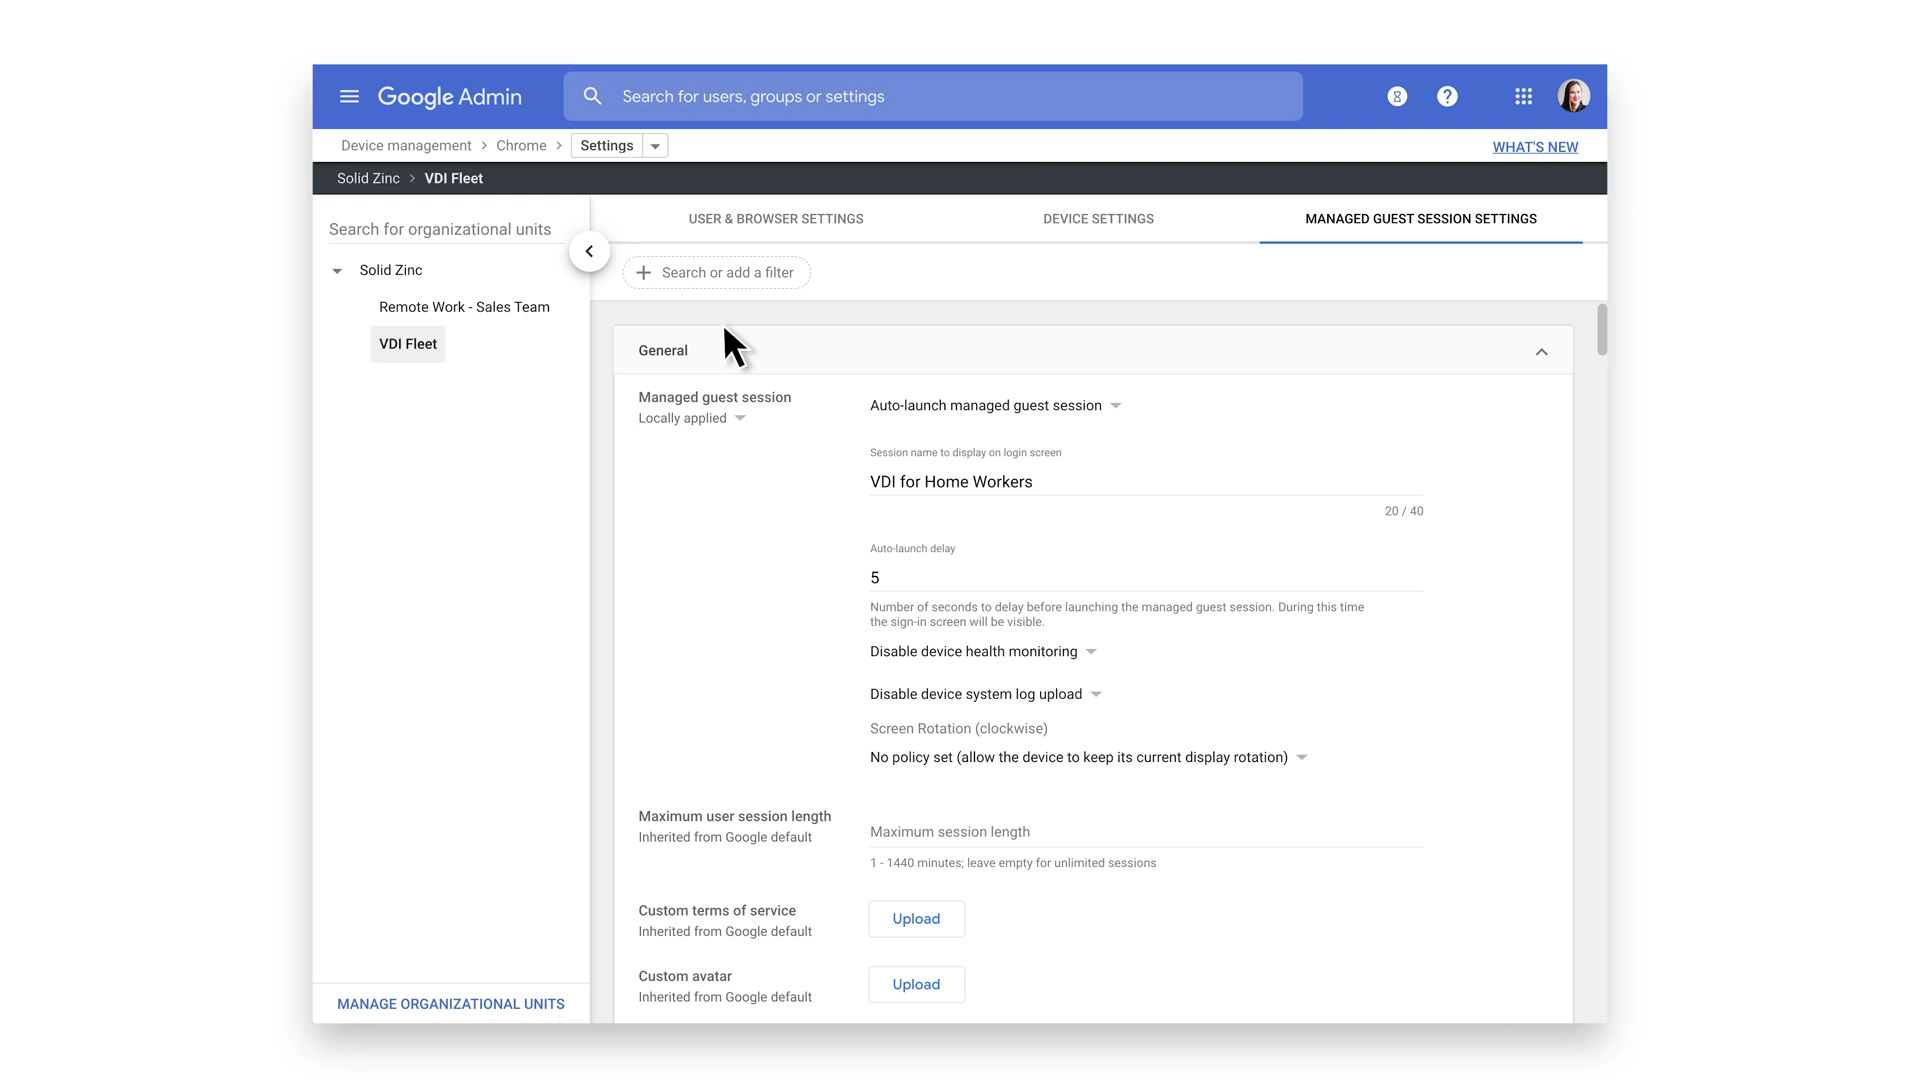 Google Admin
Search for users, groups or settings
Device management > Chrome > Settings
WHAT'S NEW
Solid Zinc > VDI Fleet
Search for organizational units
Solid Zinc
Remote Work - Sales Team
VDI Fleet
MANAGE ORGANIZATIONAL UNITS
USER & BROWSER SETTINGS
DEVICE SETTINGS
MANAGED GUEST SESSION SETTINGS
Search or add a filter
General
Managed guest session
Locally applied
Auto-launch managed guest session
Session name to display on login screen
VDI for Home Workers
20 / 40
Auto-launch delay
5
Number of seconds to delay before launching the managed guest session. During this time
the sign-in screen will be visible.
Disable device health monitoring
Disable device system log upload
Screen Rotation (clockwise)
No policy set (allow the device to keep its current display rotation)
Maximum user session length
Inherited from Google default
Maximum session length
1 - 1440 minutes; leave empty for unlimited sessions
Custom terms of service
Inherited from Google default
Upload
Custom avatar
Inherited from Google default
Upload